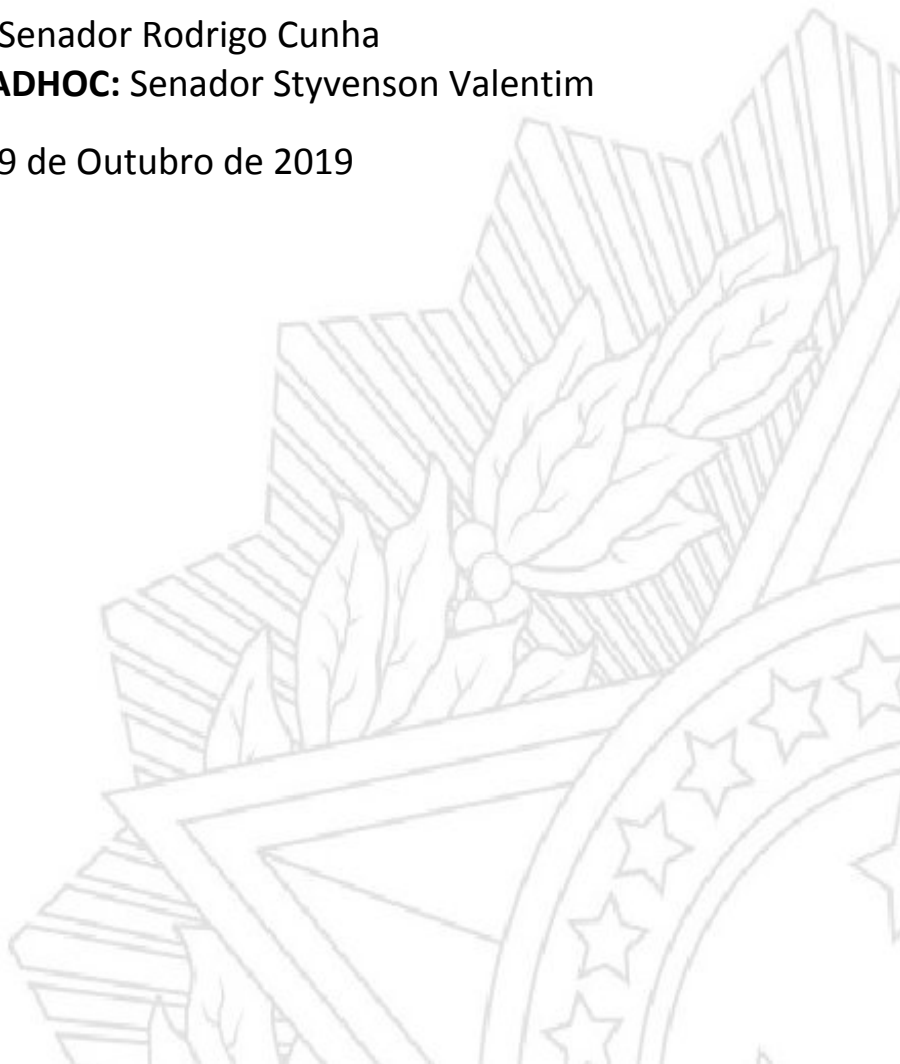 Senador Rodrigo Cunha
ADHOC: Senador Styvenson Valentim
9 de Outubro de 2019